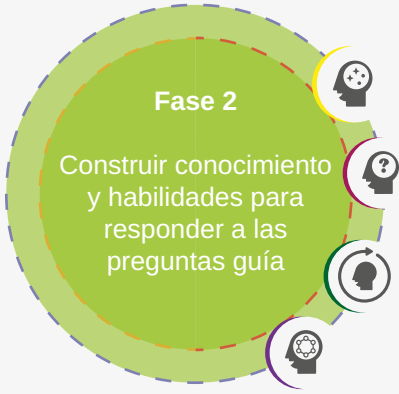 Fase 2
Construir conocimiento
y habilidades para
responder a las
preguntas guía
?